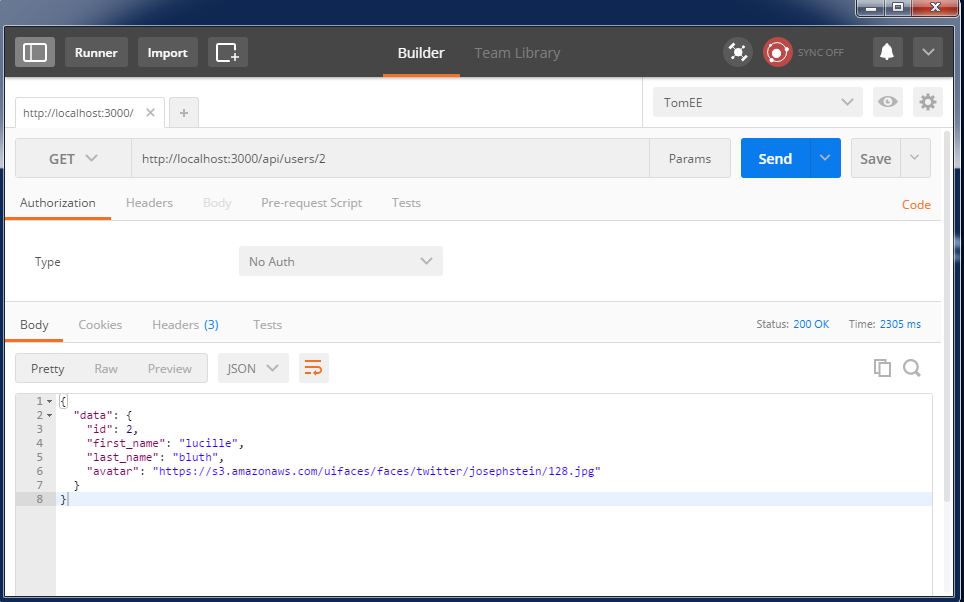 Runner Import Builder Team Library SYNC OFF
http://localhost:3000/ TomEE
GET http://localhost:3000/api/users/2 Params Send Save
Authorization Headers Body Pre-request Script Tests Code
Type No Auth
Body Cookies Headers (3) Tests Status: 200 OK Time: 2305 ms
Pretty Raw Preview JSON
1 {
2 "data": {
3 "id": 2,
4 "first_name": "lucille",
5 "last_name": "bluth",
6 "avatar": "https://s3.amazonaws.com/uifaces/faces/twitter/josephstein/128.jpg"
7 }
8 }